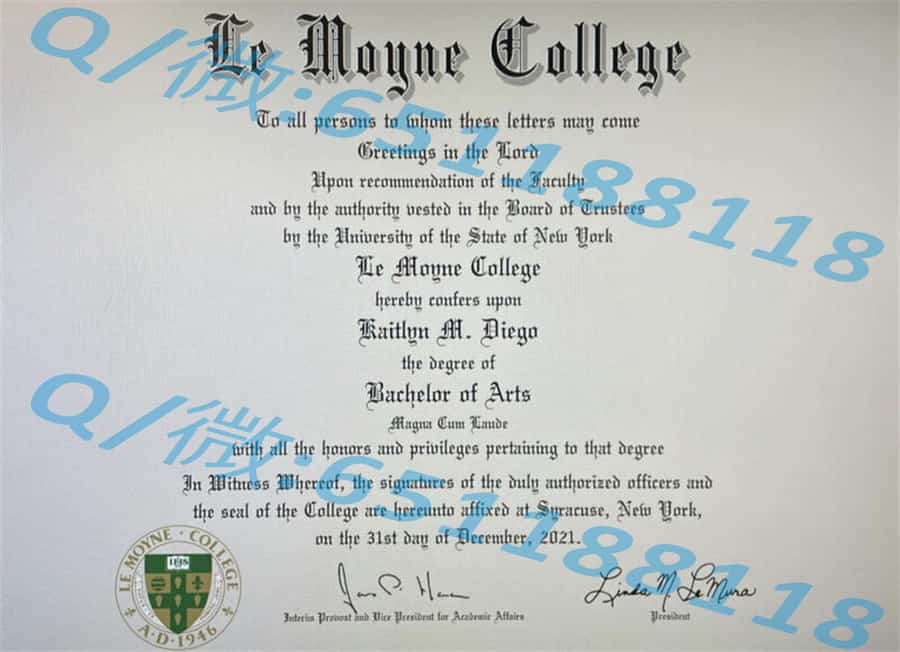 Le Moyne College
To all persons to whom these letters may come
Greetings in the Lord
Upon recommendation of the Faculty
and by the authority vested in the Board of Trustees
by the University of the State of New York
Le Moyne College
hereby confers upon
Kaitlyn M. Diego
the degree of
Bachelor of Arts
Magna Cum Laude
with all the honors and privileges pertaining to that degree
In Witness Whereof, the signatures of the duly authorized officers and
the seal of the College are hereunto affixed at Syracuse, New York,
on the 31st day of December, 2021.
LE MOYNE · COLLEGE
IHS
A·D·1946
Linda M. LeMura
Interim Provost and Vice President for Academic Affairs
President
Q/微:651188118
Q/微:651188118